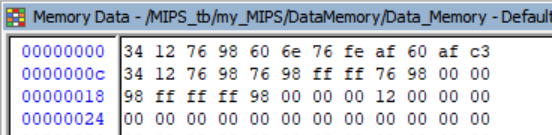 Memory Data - /MIPS_tb/my_MIPS/DataMemory/Data_Memory - Default
00000000 34 12 76 98 60 6e 76 fe af 60 af c3
0000000c 34 12 76 98 76 98 ff ff 76 98 00 00
00000018 98 ff ff ff 98 00 00 00 12 00 00 00
00000024 00 00 00 00 00 00 00 00 00 00 00 00